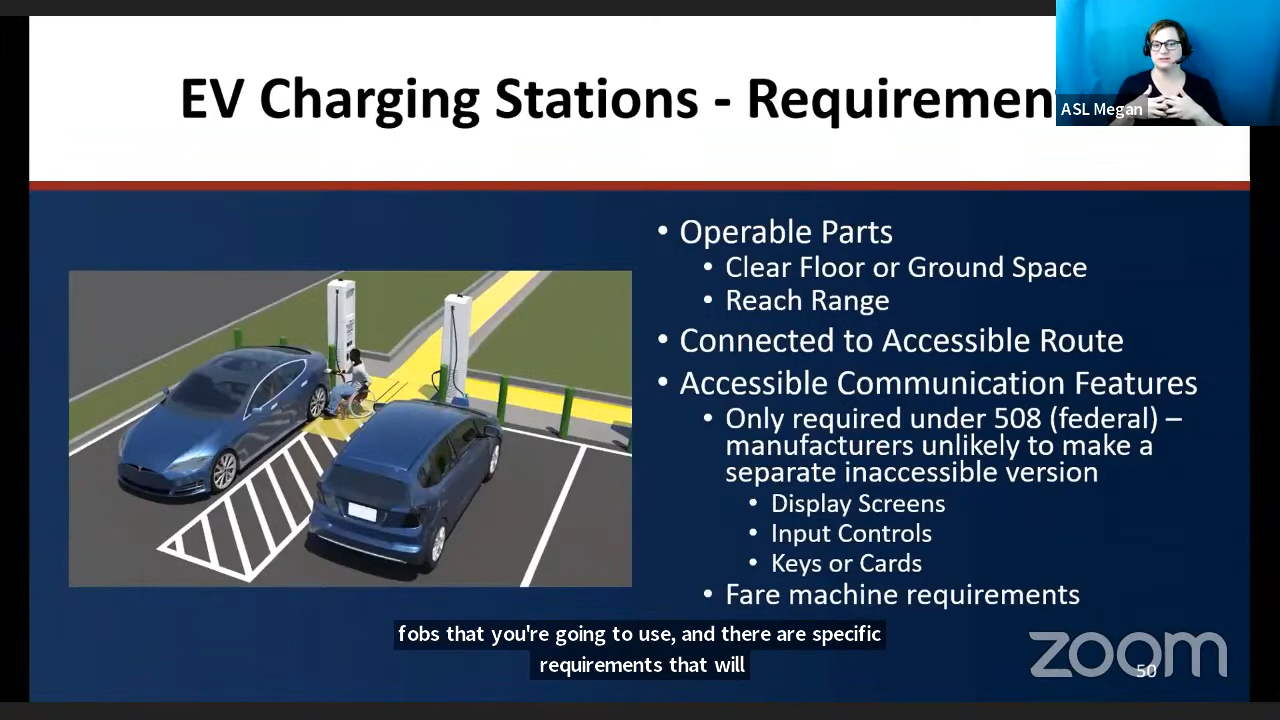 EV Charging Stations - Requiremen
ASL Megan
• Operable Parts
• Clear Floor or Ground Space
• Reach Range
• Connected to Accessible Route
• Accessible Communication Features
• Only required under 508 (federal) –
manufacturers unlikely to make a
separate inaccessible version
• Display Screens
• Input Controls
• Keys or Cards
• Fare machine requirements
fobs that you're going to use, and there are specific
requirements that will
zoom
50